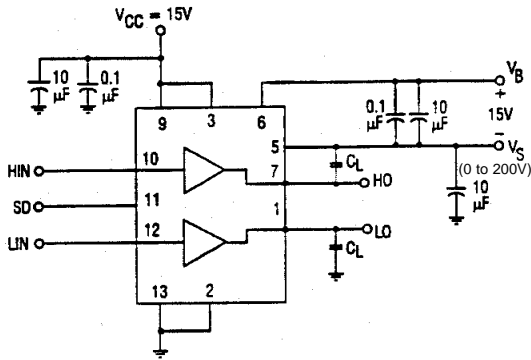 VCC = 15V
10 μF
0.1 μF
9
3
6
VB
+
0.1 μF
10 μF
15V
5
−
VS
(0 to 200V)
HIN
10
CL
7
HO
10 μF
SD
11
1
LIN
12
LO
CL
13
2